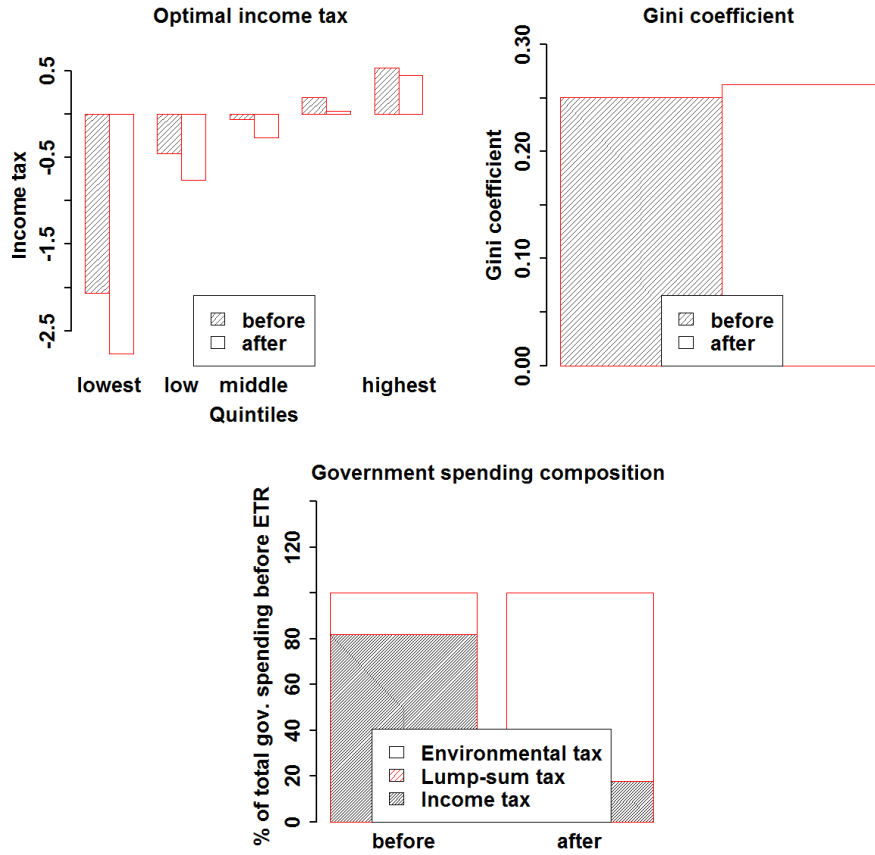 Optimal income tax
Income tax
0.5
-0.5
-1.5
-2.5
before
after
lowest low middle highest
Quintiles
Gini coefficient
Gini coefficient
0.30
0.20
0.10
0.00
before
after
Government spending composition
% of total gov. spending before ETR
120
80
60
40
20
0
Environmental tax
Lump-sum tax
Income tax
before after